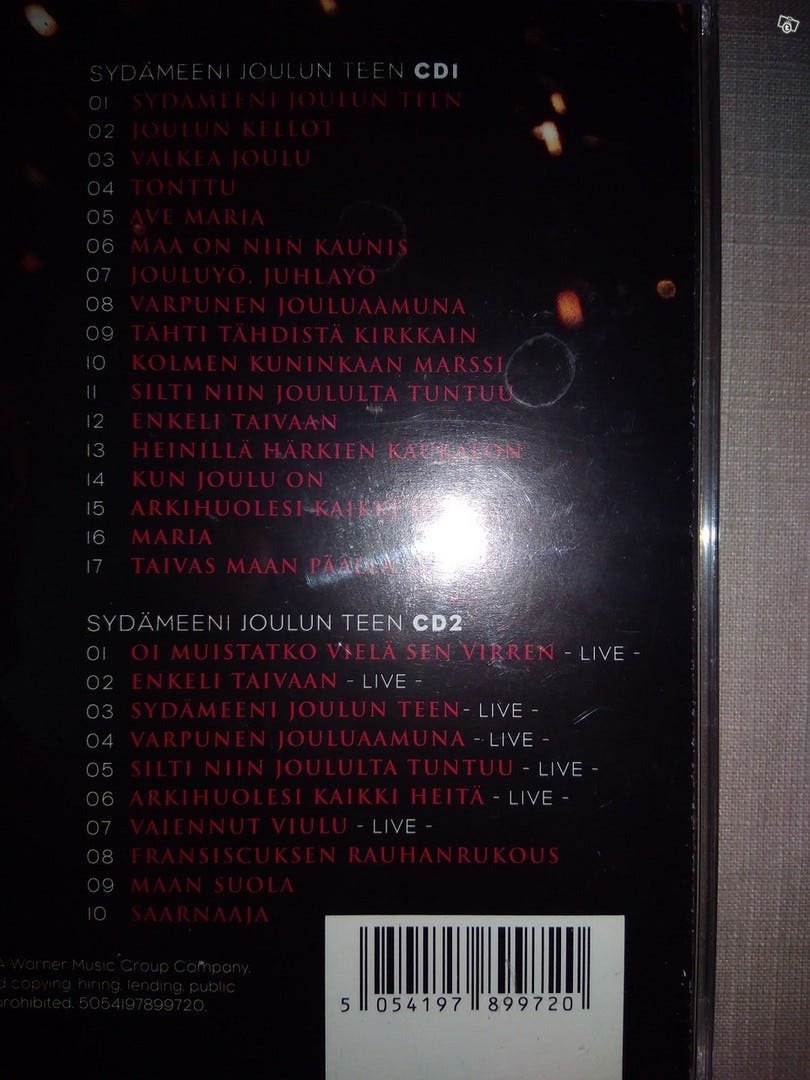 SYDÄMEENI JOULUN TEEN CD1
01 SYDÄMEENI JOULUN TEEN
02 JOULUN KELLOT
03 VALKEA JOULU
04 TONTTU
05 AVE MARIA
06 MAA ON NIIN KAUNIS
07 JOULUYÖ, JUHLAYÖ
08 VARPUNEN JOULUAAMUNA
09 TÄHTI TÄHDISTÄ KIRKKAIN
10 KOLMEN KUNINKAAN MARSSI
11 SILTI NIIN JOULULTA TUNTUU
12 ENKELI TAIVAAN
13 HEINILLÄ HÄRKIEN KAUKALON
14 KUN JOULU ON
15 ARKIHUOLESI KAIKKI
16 MARIA
17 TAIVAS MAAN PÄÄLLÄ
SYDÄMEENI JOULUN TEEN CD2
01 OI MUISTATKO VIELÄ SEN VIRREN - LIVE -
02 ENKELI TAIVAAN - LIVE -
03 SYDÄMEENI JOULUN TEEN - LIVE -
04 VARPUNEN JOULUAAMUNA - LIVE -
05 SILTI NIIN JOULULTA TUNTUU - LIVE -
06 ARKIHUOLESI KAIKKI HEITÄ - LIVE -
07 VAIENNUT VIULU - LIVE -
08 FRANSISCUKSEN RAUHANRUKOUS
09 MAAN SUOLA
10 SAARNAAJA
A Warner Music Group Company.
copying, hiring, lending, public
prohibited. 5054197899720.
5 054197 899720